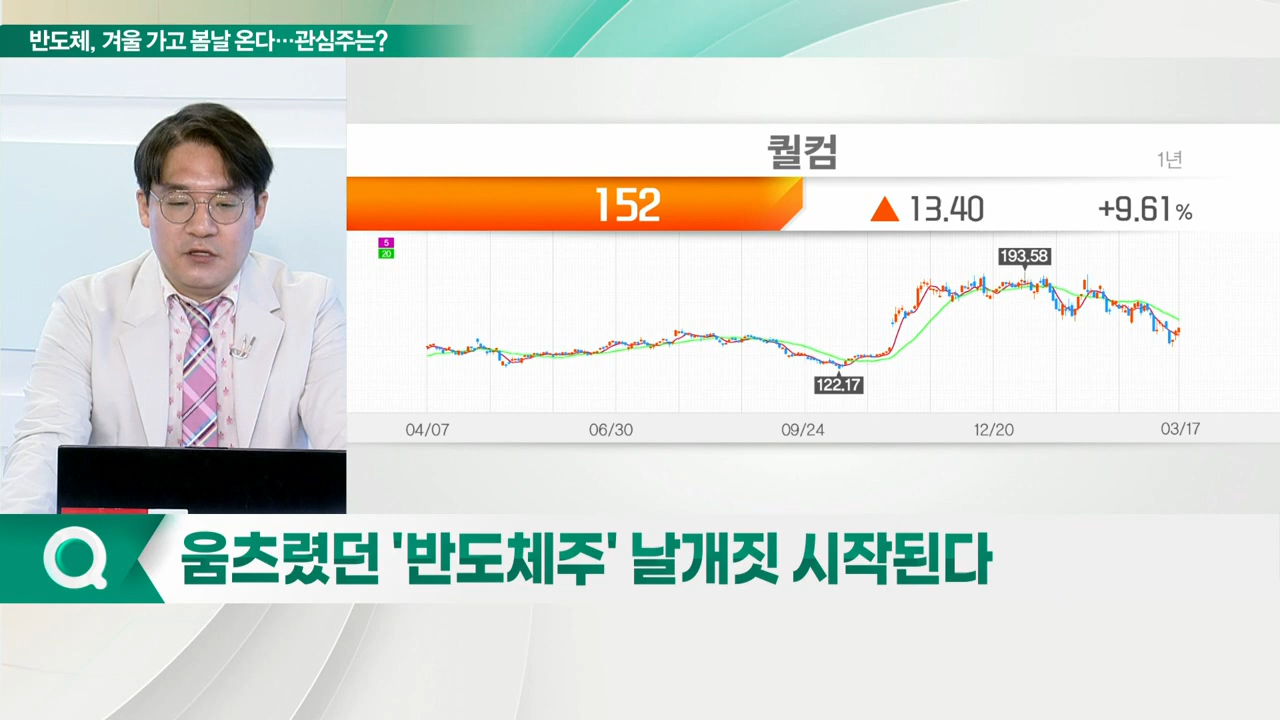 반도체, 겨울 가고 봄날 온다…관심주는?
퀄컴
1년
152
▲ 13.40
+9.61%
5
20
193.58
122.17
04/07
06/30
09/24
12/20
03/17
Q
움츠렸던 '반도체주' 날개짓 시작된다